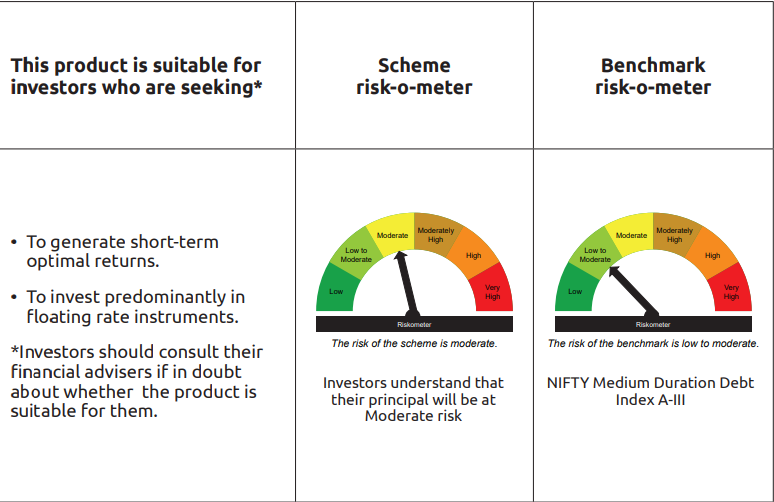 This product is suitable for
investors who are seeking*
Scheme
risk-o-meter
Benchmark
risk-o-meter
• To generate short-term
optimal returns.
• To invest predominantly in
floating rate instruments.
*Investors should consult their
financial advisers if in doubt
about whether the product is
suitable for them.
Low
Low to
Moderate
Moderate
Moderately
High
High
Very
High
Riskometer
The risk of the scheme is moderate.
Investors understand that
their principal will be at
Moderate risk
Low
Low to
Moderate
Moderate
Moderately
High
High
Very
High
Riskometer
The risk of the benchmark is low to moderate.
NIFTY Medium Duration Debt
Index A-III